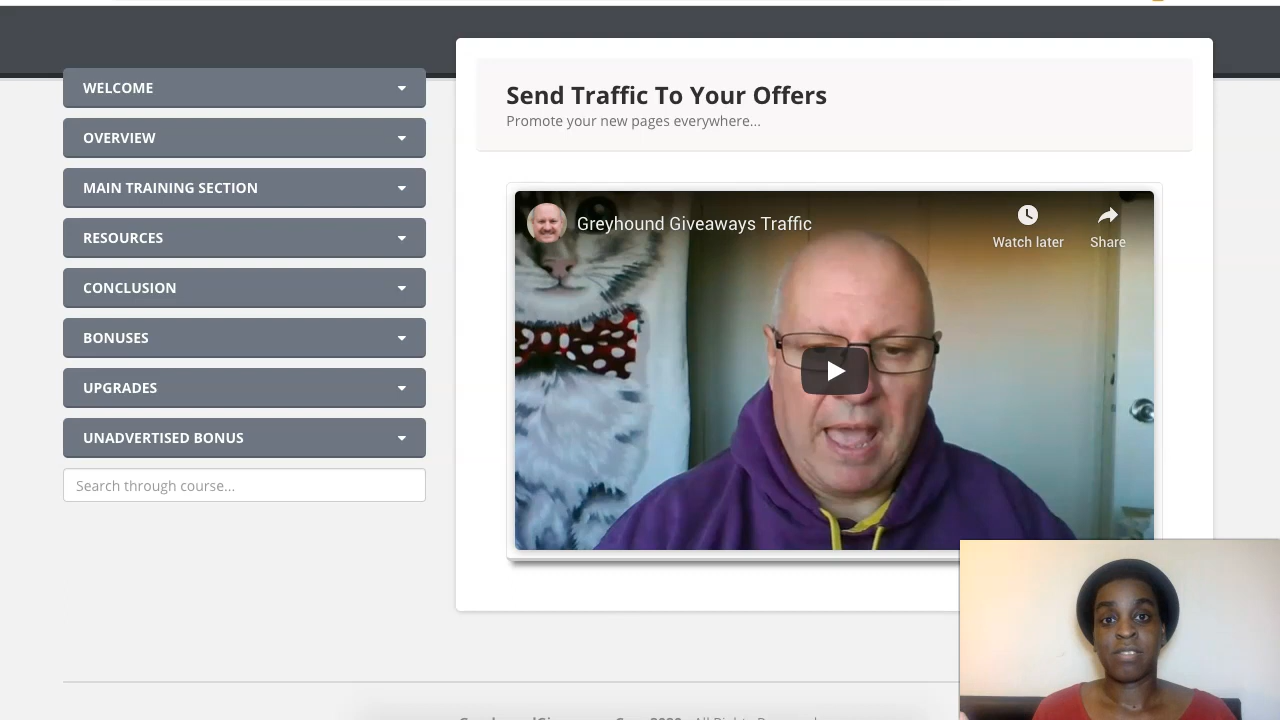 WELCOME
OVERVIEW
MAIN TRAINING SECTION
RESOURCES
CONCLUSION
BONUSES
UPGRADES
UNADVERTISED BONUS
Search through course...
Send Traffic To Your Offers
Promote your new pages everywhere...
Greyhound Giveaways Traffic
Watch later
Share